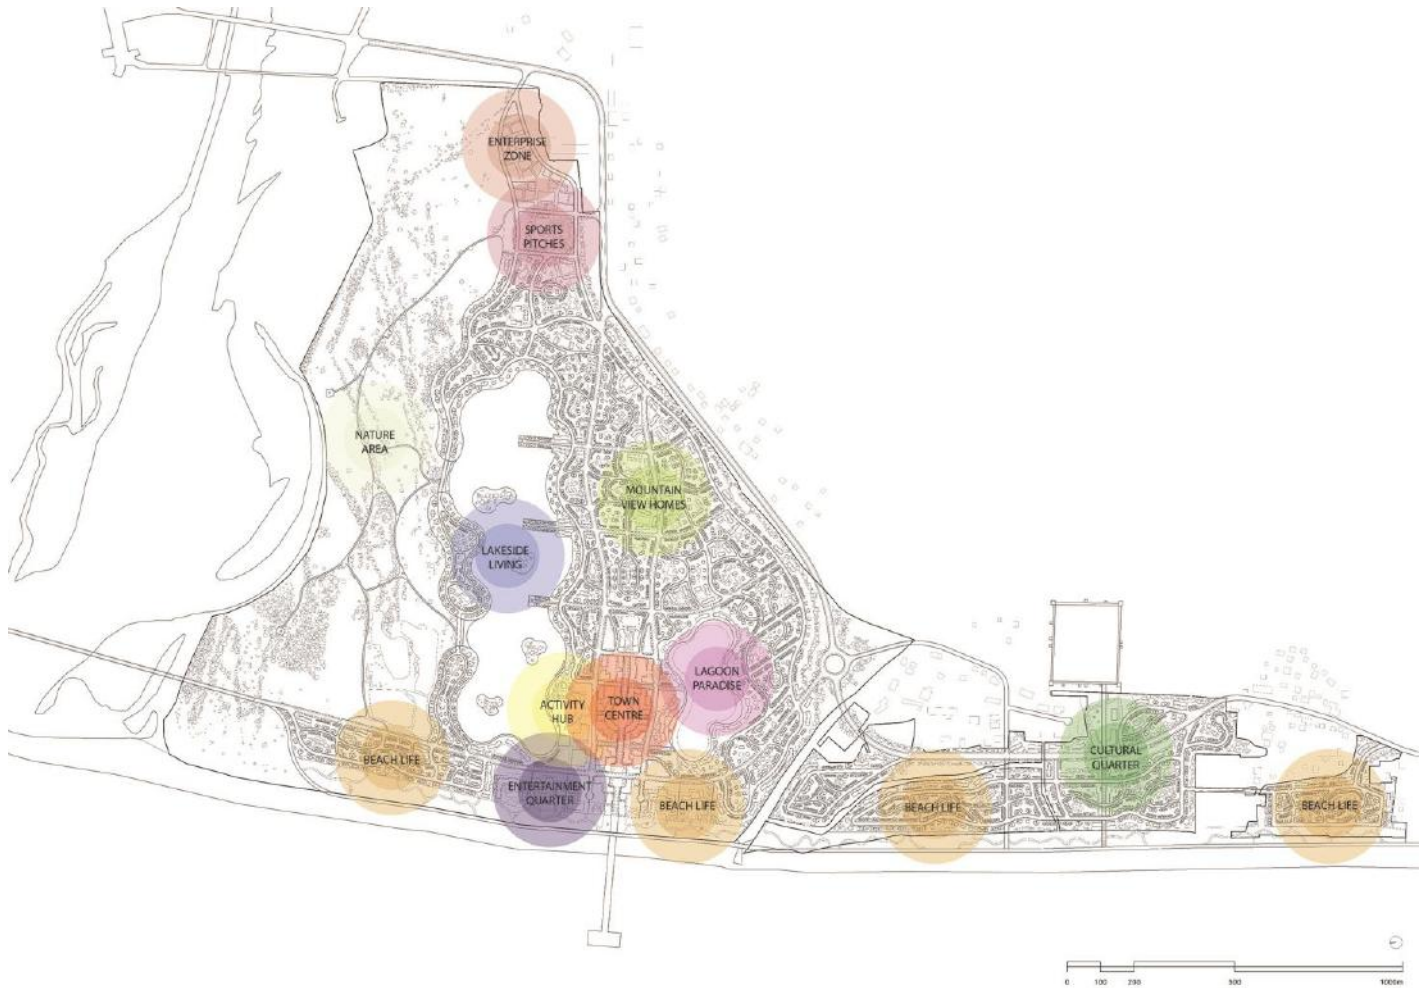 ENTERPRISE
ZONE
SPORTS
PITCHES
NATURE
AREA
MOUNTAIN
VIEW HOMES
LAKESIDE
LIVING
LAGOON
PARADISE
ACTIVITY
HUB
TOWN
CENTRE
CULTURAL
QUARTER
BEACH LIFE
ENTERTAINMENT
QUARTER
BEACH LIFE
BEACH LIFE
BEACH LIFE
0 100 200 500 1000m